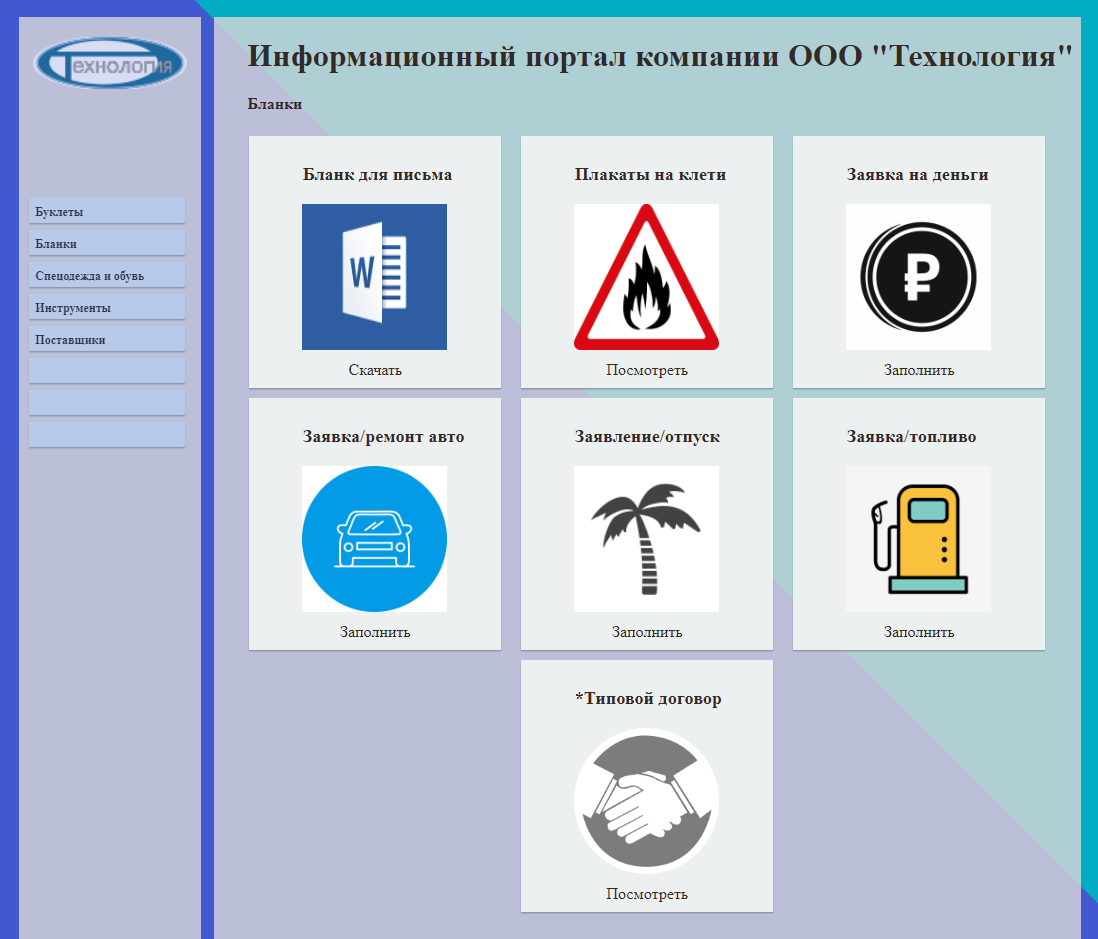 Технология
Информационный портал компании ООО "Технология"
Бланки
Буклеты
Бланки
Спецодежда и обувь
Инструменты
Поставщики
Бланк для письма
W
Скачать
Плакаты на клети
Посмотреть
Заявка на деньги
₽
Заполнить
Заявка/ремонт авто
Заполнить
Заявление/отпуск
Заполнить
Заявка/топливо
Заполнить
*Типовой договор
Посмотреть